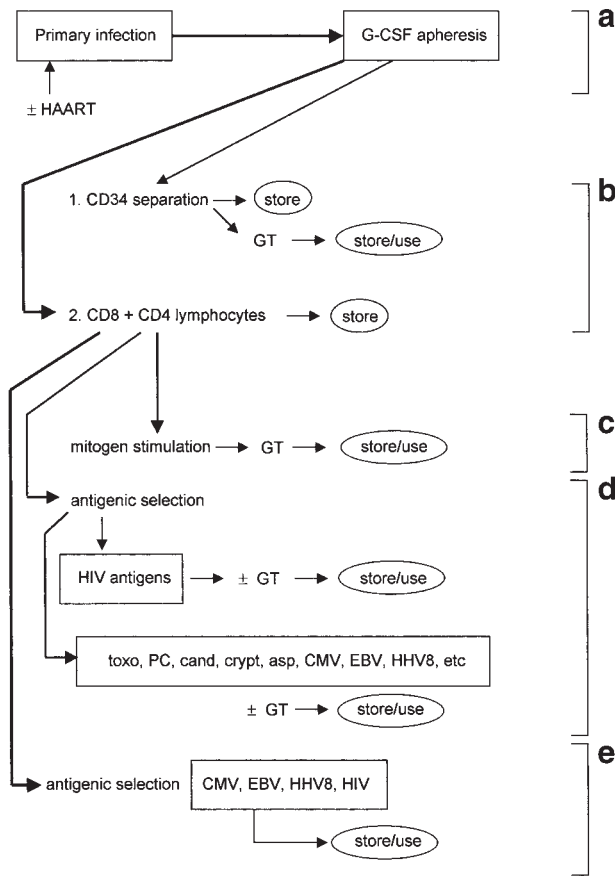 Primary infection
G-CSF apheresis
a
± HAART
b
1. CD34 separation
store
GT
store/use
2. CD8 + CD4 lymphocytes
store
c
mitogen stimulation
GT
store/use
d
antigenic selection
HIV antigens
± GT
store/use
toxo, PC, cand, crypt, asp, CMV, EBV, HHV8, etc
± GT
store/use
e
antigenic selection
CMV, EBV, HHV8, HIV
store/use